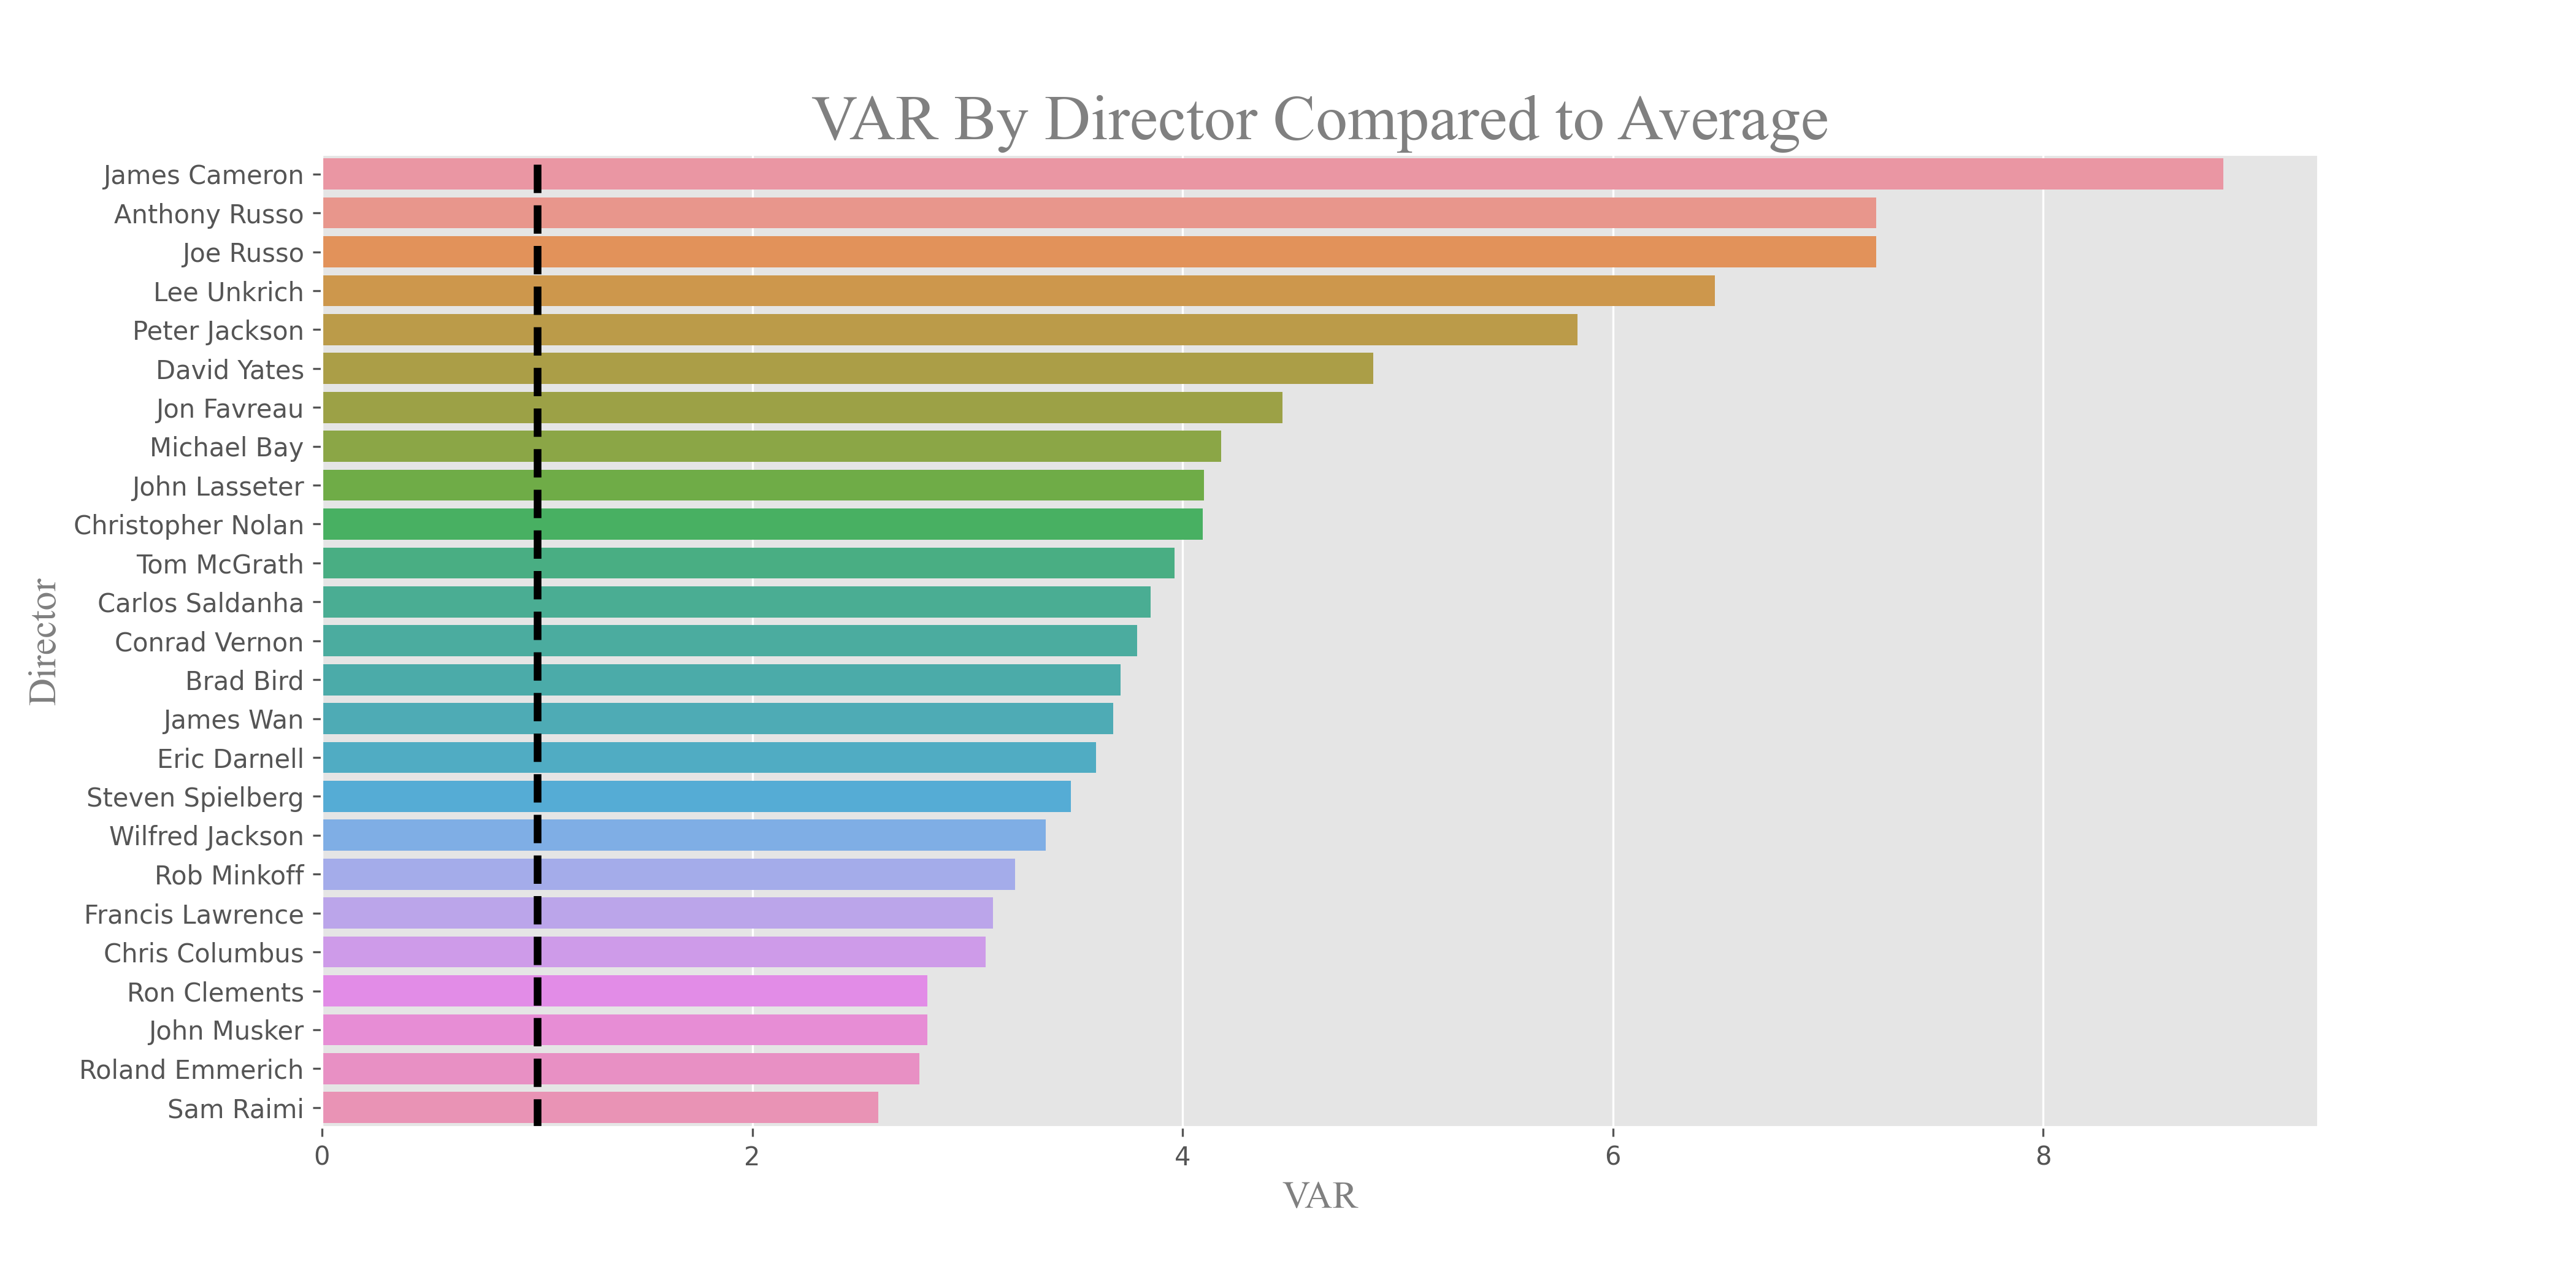 VAR By Director Compared to Average
James Cameron
Anthony Russo
Joe Russo
Lee Unkrich
Peter Jackson
David Yates
Jon Favreau
Michael Bay
John Lasseter
Christopher Nolan
Tom McGrath
Carlos Saldanha
Conrad Vernon
Brad Bird
James Wan
Eric Darnell
Steven Spielberg
Wilfred Jackson
Rob Minkoff
Francis Lawrence
Chris Columbus
Ron Clements
John Musker
Roland Emmerich
Sam Raimi
Director
0 2 4 6 8
VAR